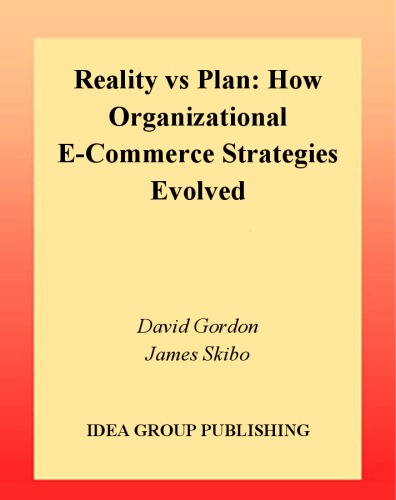 Reality vs Plan: How
Organizational
E-Commerce Strategies
Evolved
David Gordon
James Skibo
IDEA GROUP PUBLISHING